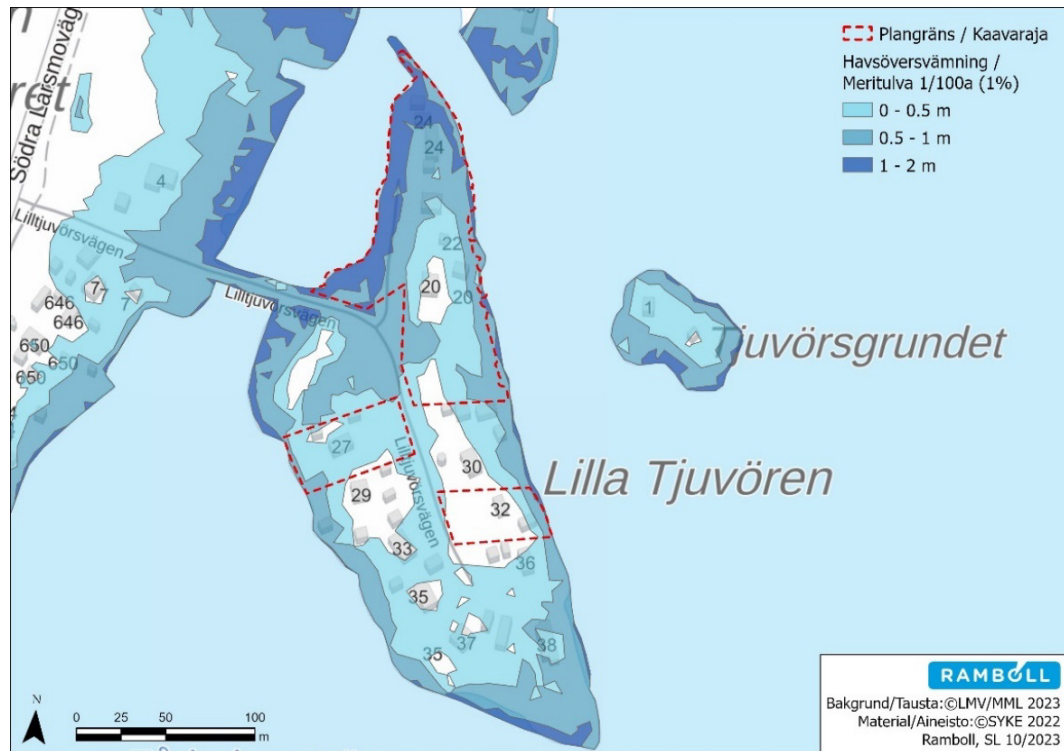 Plangräns / Kaavaraja
Havsöversvämning /
Meritulva 1/100a (1%)
0 - 0.5 m
0.5 - 1 m
1 - 2 m
Södra Larsmoväg
ret
4
Lilltjuvörsvägen
7
7
646
646
650
650
650
Lilltjuvörsvägen
Lilltjuvörsvägen
24
24
22
20
20
1
Tjuvörsgrundet
27
Lilltjuvörsvägen
30
Lilla Tjuvören
29
32
33
36
35
37
38
35
N
0 25 50 100
m
RAMBOLL
Bakgrund/Tausta:©LMV/MML 2023
Material/Aineisto:©SYKE 2022
Ramboll, SL 10/2023